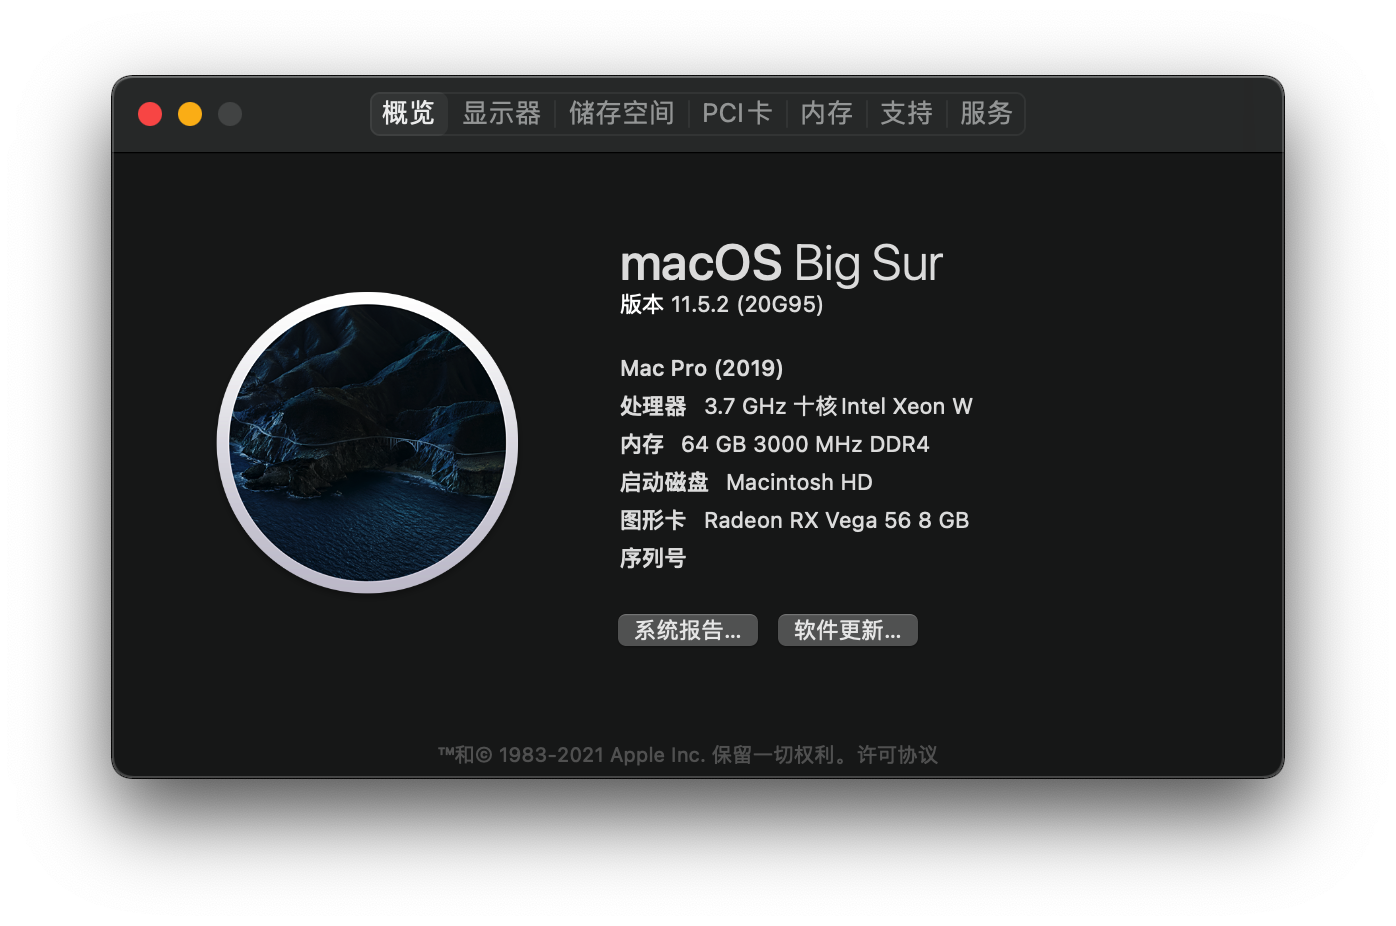 概览 显示器 储存空间 PCI卡 内存 支持 服务
macOS Big Sur
版本 11.5.2 (20G95)
Mac Pro (2019)
处理器 3.7 GHz 十核Intel Xeon W
内存 64 GB 3000 MHz DDR4
启动磁盘 Macintosh HD
图形卡 Radeon RX Vega 56 8 GB
序列号
系统报告... 软件更新...
™和© 1983-2021 Apple Inc. 保留一切权利。许可协议